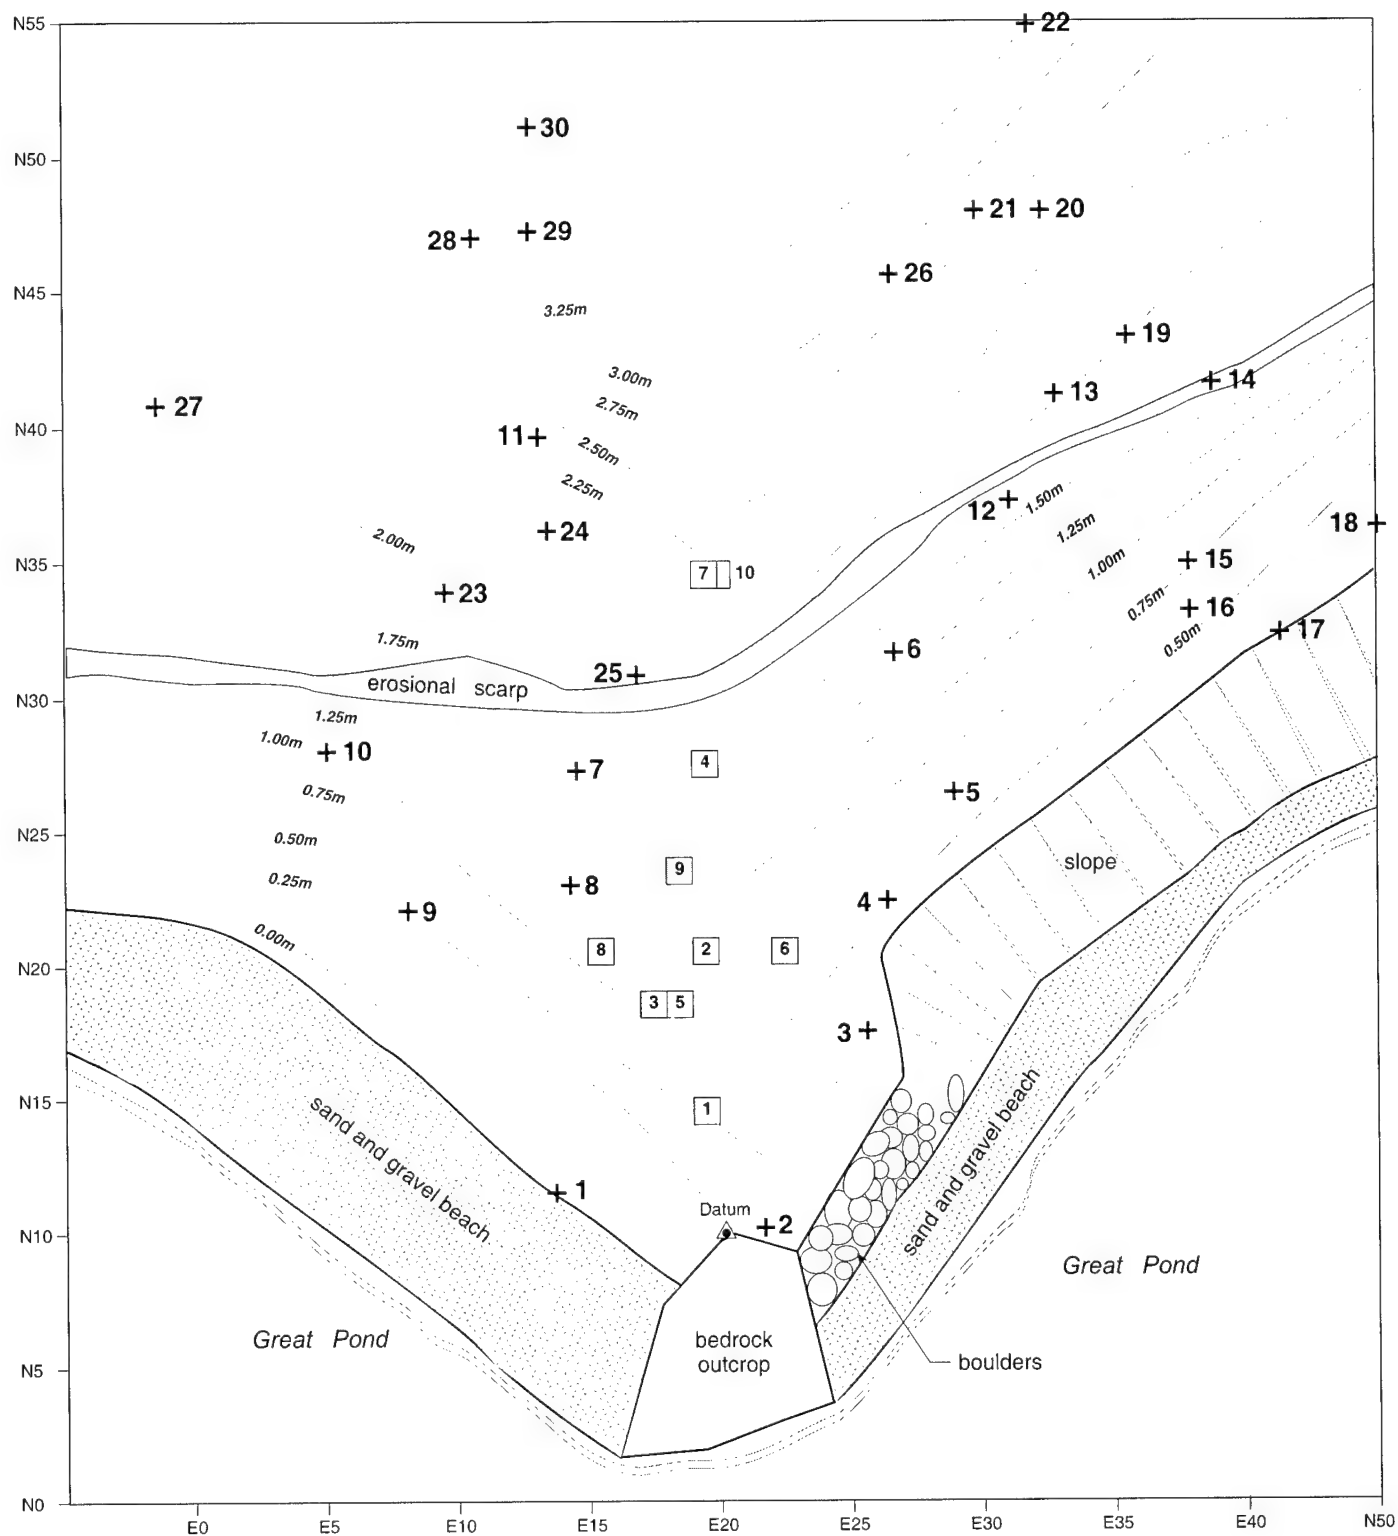 N55
22
30
N50
21
20
28
29
26
N45
3.25m
19
3.00m
14
13
2.75m
27
N40
11
2.50m
2.25m
1.50m
12
18
1.25m
24
2.00m
N35
7
10
1.00m
15
23
0.75m
16
0.50m
17
1.75m
6
25
erosional scarp
N30
1.25m
1.00m
10
7
4
5
0.75m
0.50m
N25
slope
9
0.25m
8
4
9
0.00m
8
2
6
N20
3
5
3
N15
1
sand and gravel beach
sand and gravel beach
1
Datum
2
N10
Great Pond
Great Pond
bedrock
outcrop
boulders
N5
N0
E0
E5
E10
E15
E20
E25
E30
E35
E40
N50